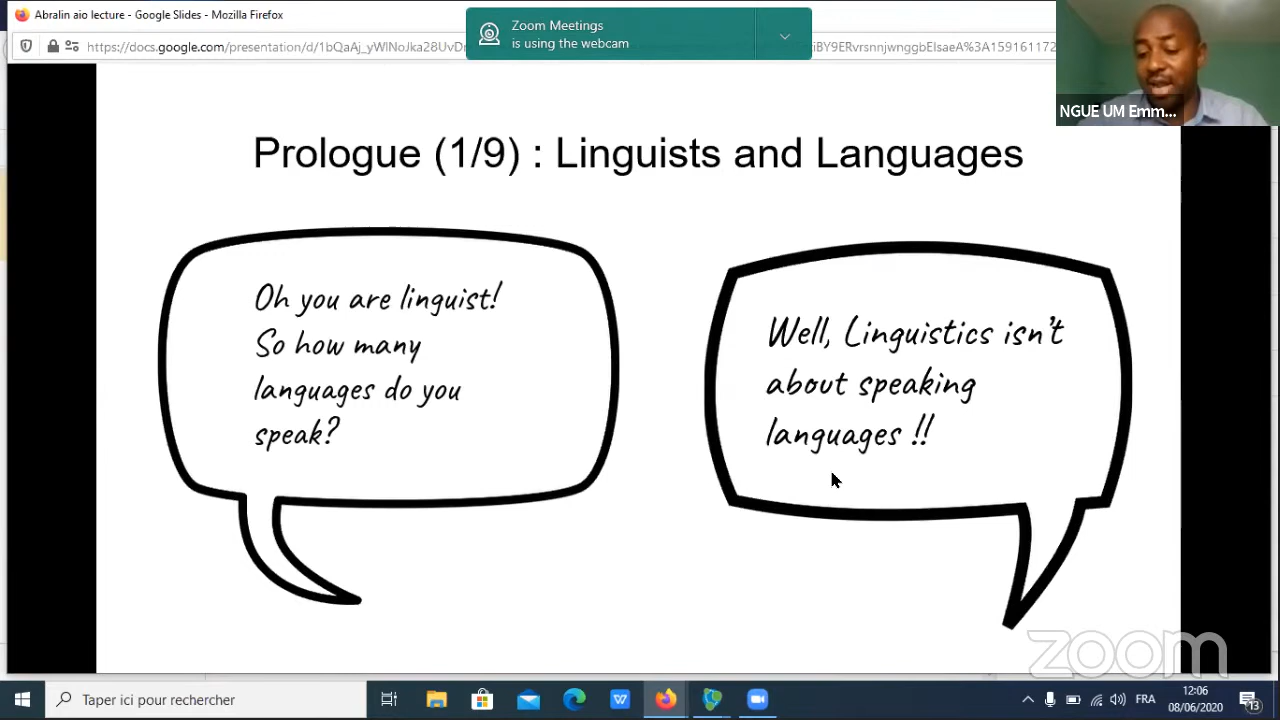 Abralin aio lecture - Google Slides - Mozilla Firefox
Zoom Meetings
is using the webcam
NGUE UM Emm...
Prologue (1/9) : Linguists and Languages
Oh you are linguist!
So how many
languages do you
speak?
Well, Linguistics isn't
about speaking
languages !!
zoom
Taper ici pour rechercher
FRA
12:06
08/06/2020
13